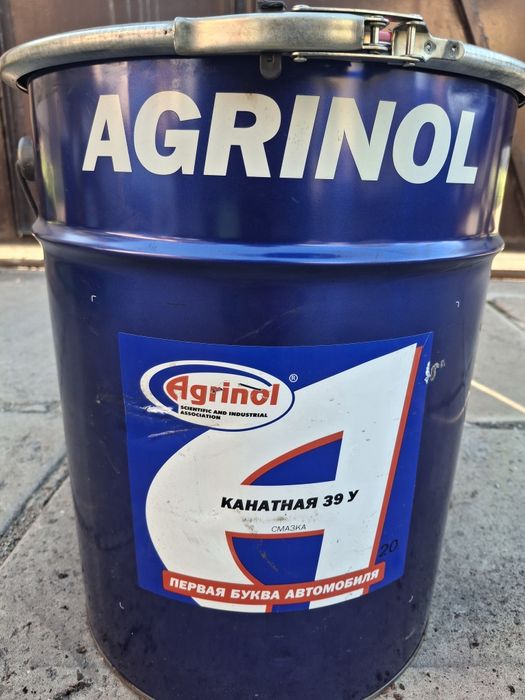 AGRINOL
Agrinol ®
SCIENTIFIC AND INDUSTRIAL
ASSOCIATION
КАНАТНАЯ 39 У
СМАЗКА
20
ПЕРВАЯ БУКВА АВТОМОБИЛЯ